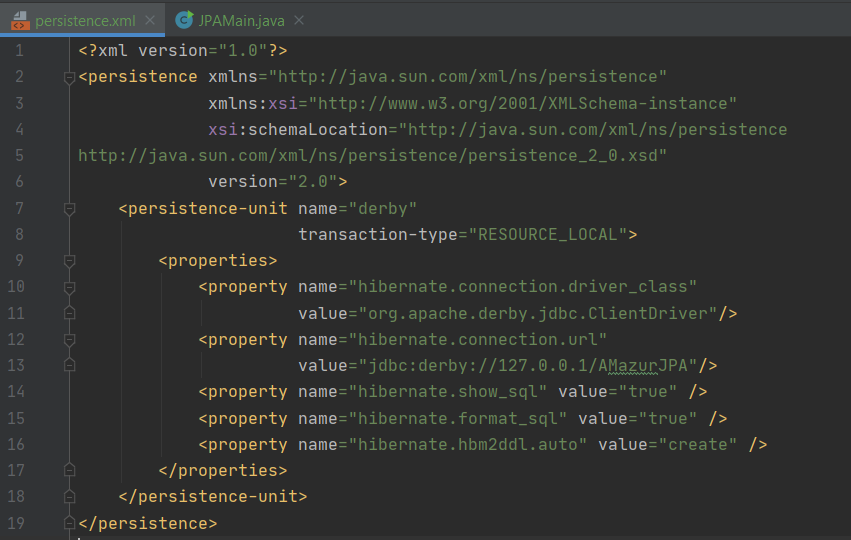 persistence.xml JPAMain.java
1 <?xml version="1.0"?>
2 <persistence xmlns="http://java.sun.com/xml/ns/persistence"
3 xmlns:xsi="http://www.w3.org/2001/XMLSchema-instance"
4 xsi:schemaLocation="http://java.sun.com/xml/ns/persistence
5 http://java.sun.com/xml/ns/persistence/persistence_2_0.xsd"
6 version="2.0">
7 <persistence-unit name="derby"
8 transaction-type="RESOURCE_LOCAL">
9 <properties>
10 <property name="hibernate.connection.driver_class"
11 value="org.apache.derby.jdbc.ClientDriver"/>
12 <property name="hibernate.connection.url"
13 value="jdbc:derby://127.0.0.1/AMazurJPA"/>
14 <property name="hibernate.show_sql" value="true" />
15 <property name="hibernate.format_sql" value="true" />
16 <property name="hibernate.hbm2ddl.auto" value="create" />
17 </properties>
18 </persistence-unit>
19 </persistence>